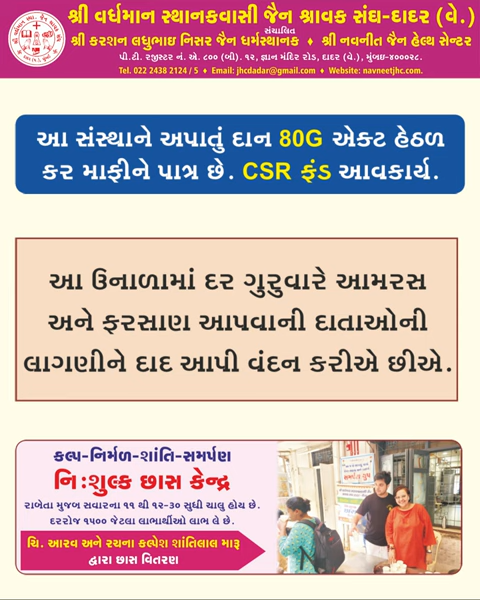 શ્રી વર્ધમાન સ્થાનકવાસી જૈન શ્રાવક સંઘ-દાદર (વે.)
સંચાલિત
શ્રી કરશન લધુભાઇ નિસર જૈન ધર્મસ્થાનક ♦ શ્રી નવનીત જૈન હેલ્થ સેન્ટર
પી.ટી. રજીસ્ટર નં. એ. ૮૦૦ (બી). ૧૨, જ્ઞાન મંદિર રોડ, દાદર (વે.), મુંબઇ-૪૦૦૦૨૮.
Tel. 022 2438 2124 / 5 ♦ Email: jhcdadar@gmail.com ♦ Website: navneetjhc.com.
આ સંસ્થાને અપાતું દાન 80G એક્ટ હેઠળ
કર માફીને પાત્ર છે. CSR ફંડ આવકાર્ય.
આ ઉનાળામાં દર ગુરુવારે આમરસ
અને ફરસાણ આપવાની દાતાઓની
લાગણીને દાદ આપી વંદન કરીએ છીએ.
કલ્પ-નિર્મળ-શાંતિ-સમર્પણ
નિઃશુલ્ક છાસ કેન્દ્ર
રાબેતા મુજબ સવારના ૧૧ થી ૧૨-૩૦ સુધી ચાલુ હોય છે.
દરરોજ ૧૫૦૦ જેટલા લાભાર્થીઓ લાભ લે છે.
ચિ. આરવ અને રચના કલ્પેશ શાંતિલાલ મારૂ
દ્વારા છાસ વિતરણ